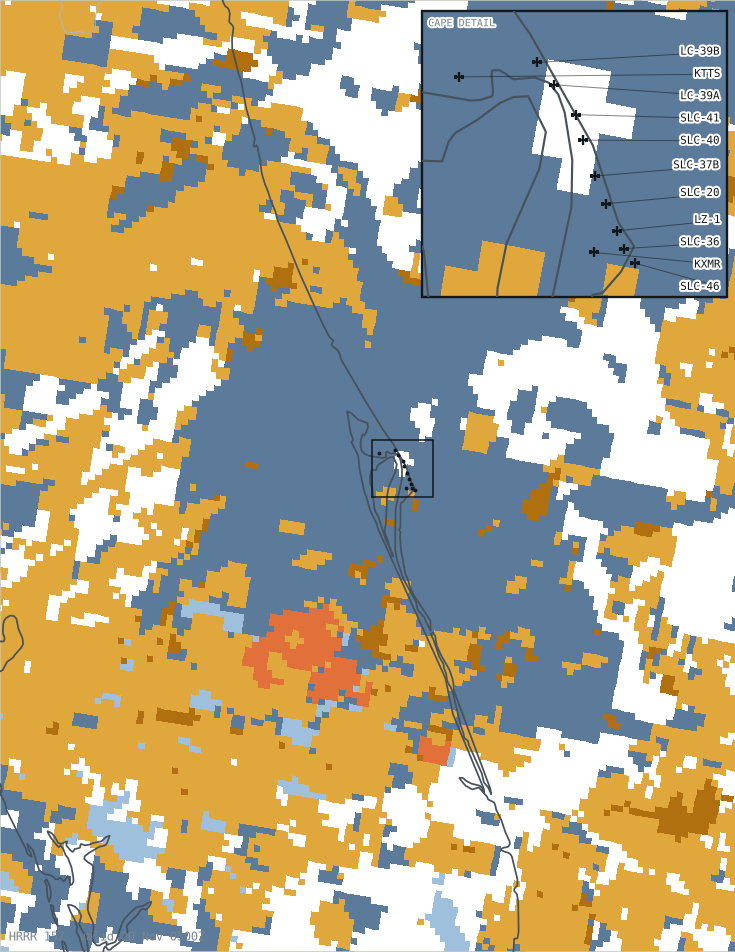 CAPE DETAIL
LC-39B
KTTS
LC-39A
SLC-41
SLC-40
SLC-37B
SLC-20
LZ-1
SLC-36
KXMR
SLC-46
HRRR